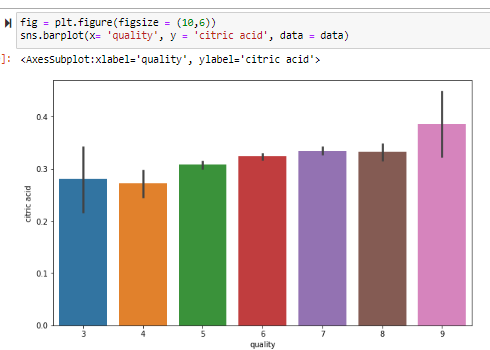 fig = plt.figure(figsize = (10,6))
sns.barplot(x= 'quality', y = 'citric acid', data = data)
]: <AxesSubplot:xlabel='quality', ylabel='citric acid'>
0.4
0.3
0.2
0.1
0.0
citric acid
3 4 5 6 7 8 9
quality